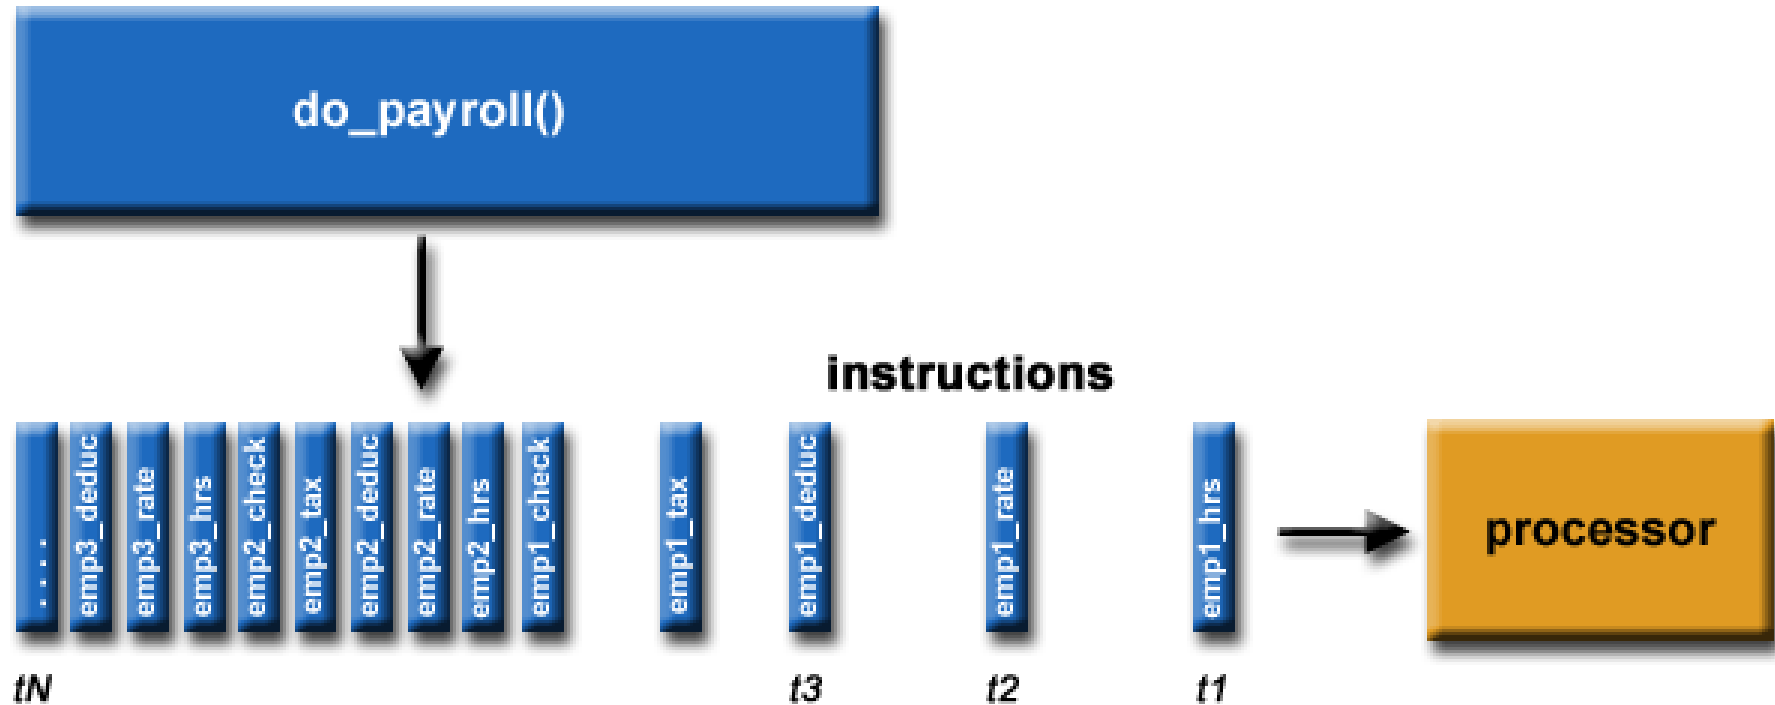 do_payroll()
instructions
. . . .
emp3_deduc
emp3_rate
emp3_hrs
emp2_check
emp2_tax
emp2_deduc
emp2_rate
emp2_hrs
emp1_check
emp1_tax
emp1_deduc
emp1_rate
emp1_hrs
processor
tN
t3
t2
t1